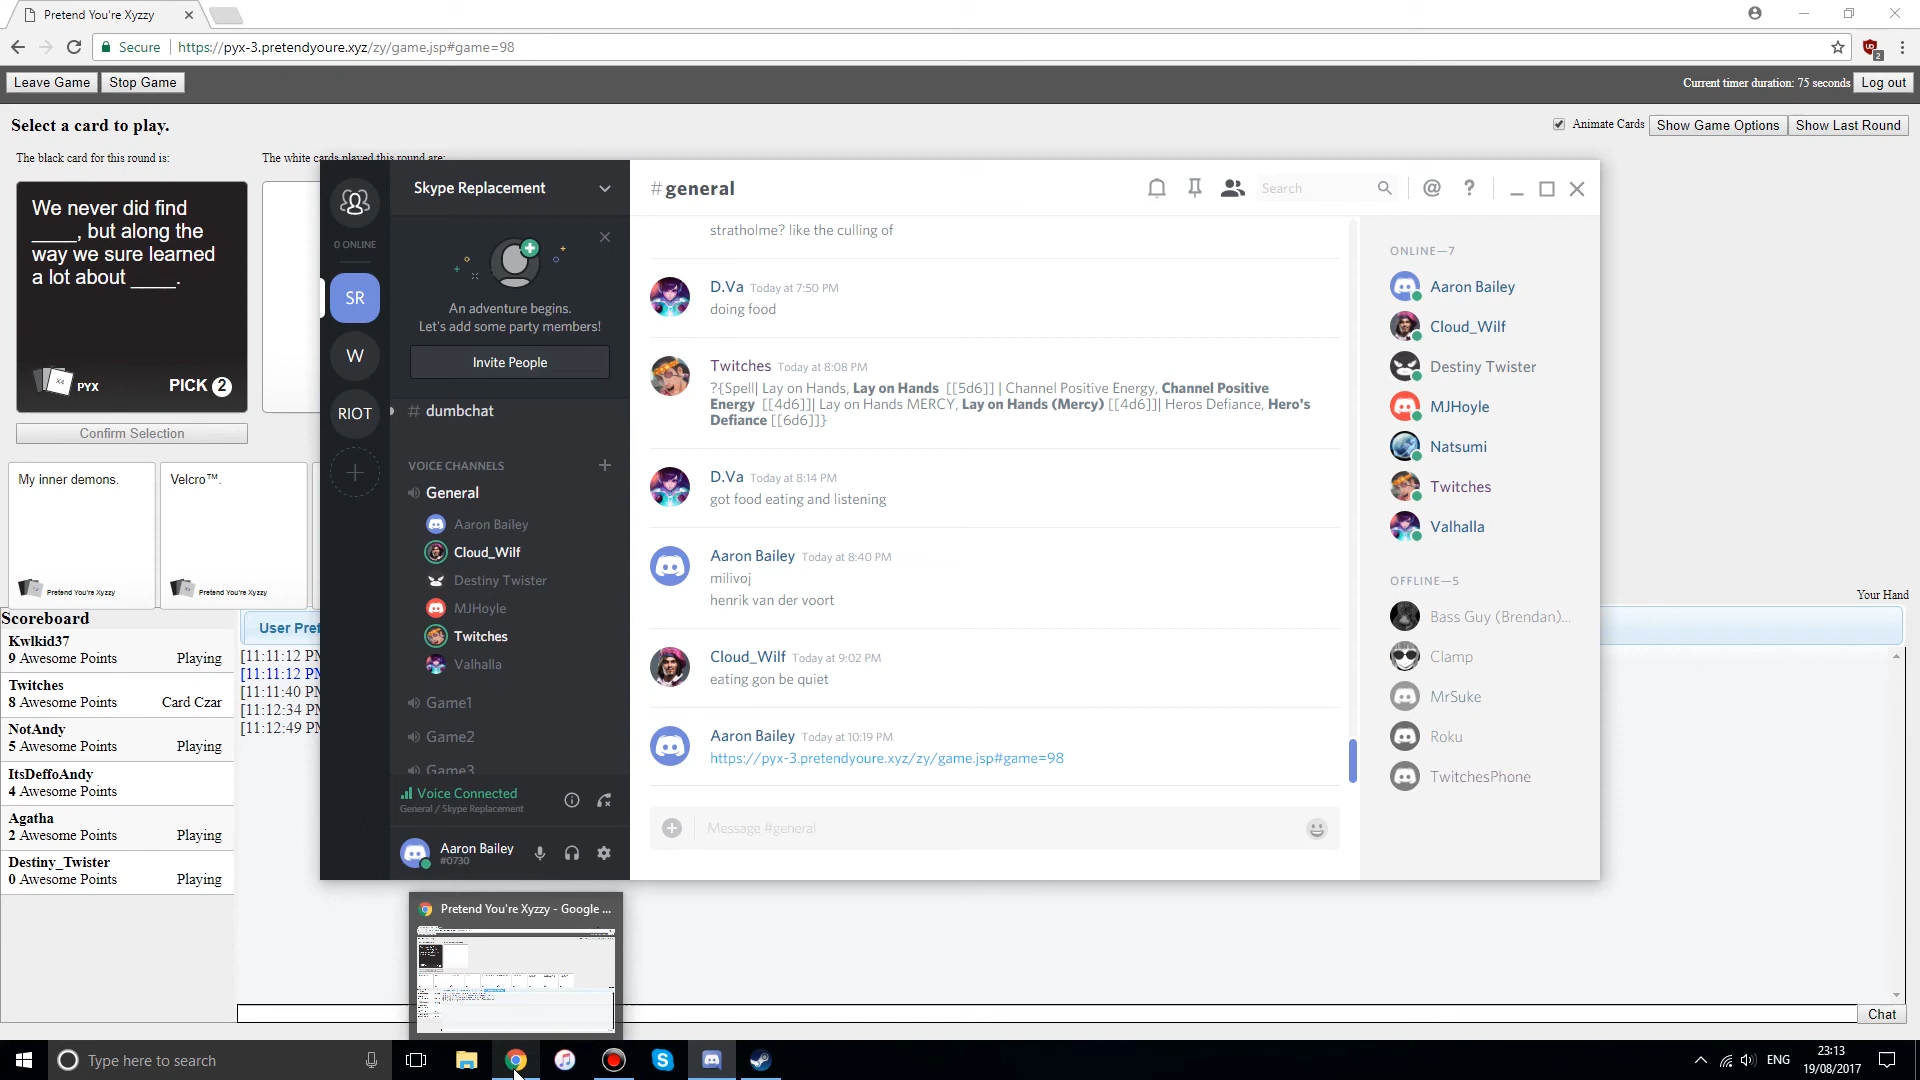 Pretend You're Xyzzy
Secure
https://pyx-3.pretendyoure.xyz/zy/game.jsp#game=98
Leave Game
Stop Game
Current timer duration: 75 seconds
Log out
Select a card to play.
Animate Cards
Show Game Options
Show Last Round
The black card for this round is:
The white cards played this round are:
We never did find
____, but along the
way we sure learned
a lot about ____.
PYX
PICK 2
Confirm Selection
My inner demons.
Pretend You're Xyzzy
Velcro™.
Pretend You're Xyzzy
Your Hand
Scoreboard
Kwlkid37
9 Awesome Points
Playing
Twitches
8 Awesome Points
Card Czar
NotAndy
5 Awesome Points
Playing
ItsDeffoAndy
4 Awesome Points
Agatha
2 Awesome Points
Playing
Destiny_Twister
0 Awesome Points
Playing
User Pref
[11:11:12 PM
[11:11:12 PM
[11:11:40 PM
[11:12:34 PM
[11:12:49 PM
0 ONLINE
SR
W
RIOT
Skype Replacement
An adventure begins.
Let's add some party members!
Invite People
# dumbchat
VOICE CHANNELS
General
Aaron Bailey
Cloud_Wilf
Destiny Twister
MJHoyle
Twitches
Valhalla
Game1
Game2
Game3
Voice Connected
General / Skype Replacement
Aaron Bailey
#0730
#general
Search
stratholme? like the culling of
D.Va Today at 7:50 PM
doing food
Twitches Today at 8:08 PM
?{Spell| Lay on Hands, Lay on Hands [[5d6]] | Channel Positive Energy, Channel Positive
Energy [[4d6]]| Lay on Hands MERCY, Lay on Hands (Mercy) [[4d6]]| Heros Defiance, Hero's
Defiance [[6d6]]}
D.Va Today at 8:14 PM
got food eating and listening
Aaron Bailey Today at 8:40 PM
milivoj
henrik van der voort
Cloud_Wilf Today at 9:02 PM
eating gon be quiet
Aaron Bailey Today at 10:19 PM
https://pyx-3.pretendyoure.xyz/zy/game.jsp#game=98
Message #general
ONLINE—7
Aaron Bailey
Cloud_Wilf
Destiny Twister
MJHoyle
Natsumi
Twitches
Valhalla
OFFLINE—5
Bass Guy (Brendan)...
Clamp
MrSuke
Roku
TwitchesPhone
Pretend You're Xyzzy - Google ...
Chat
Type here to search
ENG
23:13
19/08/2017